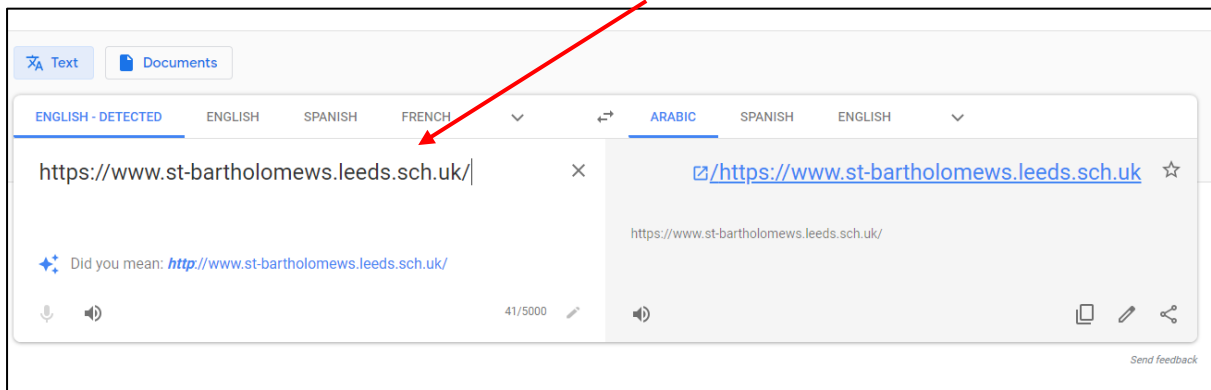 Text Documents
ENGLISH - DETECTED ENGLISH SPANISH FRENCH ARABIC SPANISH ENGLISH
https://www.st-bartholomews.leeds.sch.uk/
/https://www.st-bartholomews.leeds.sch.uk
https://www.st-bartholomews.leeds.sch.uk/
Did you mean: http://www.st-bartholomews.leeds.sch.uk/
41/5000
Send feedback